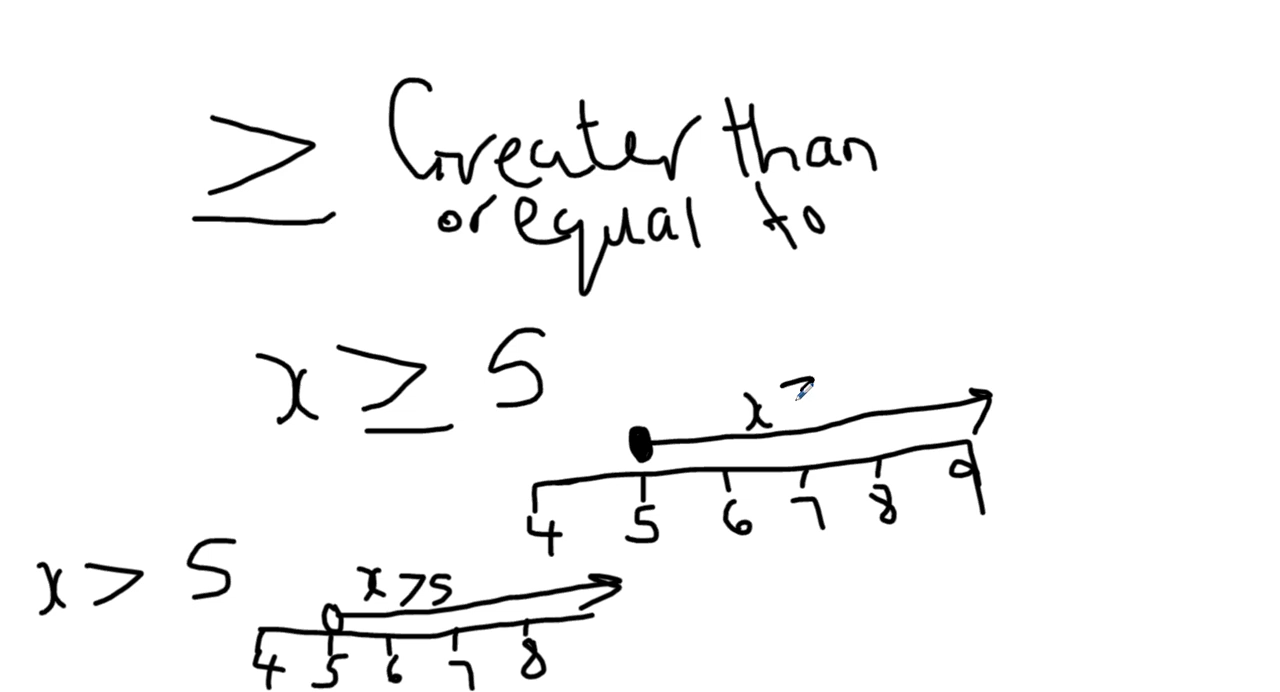 ≥ Greater than
or equal to
x ≥ 5
x >
4 5 6 7 8 9
x > 5
x > 5
4 5 6 7 8